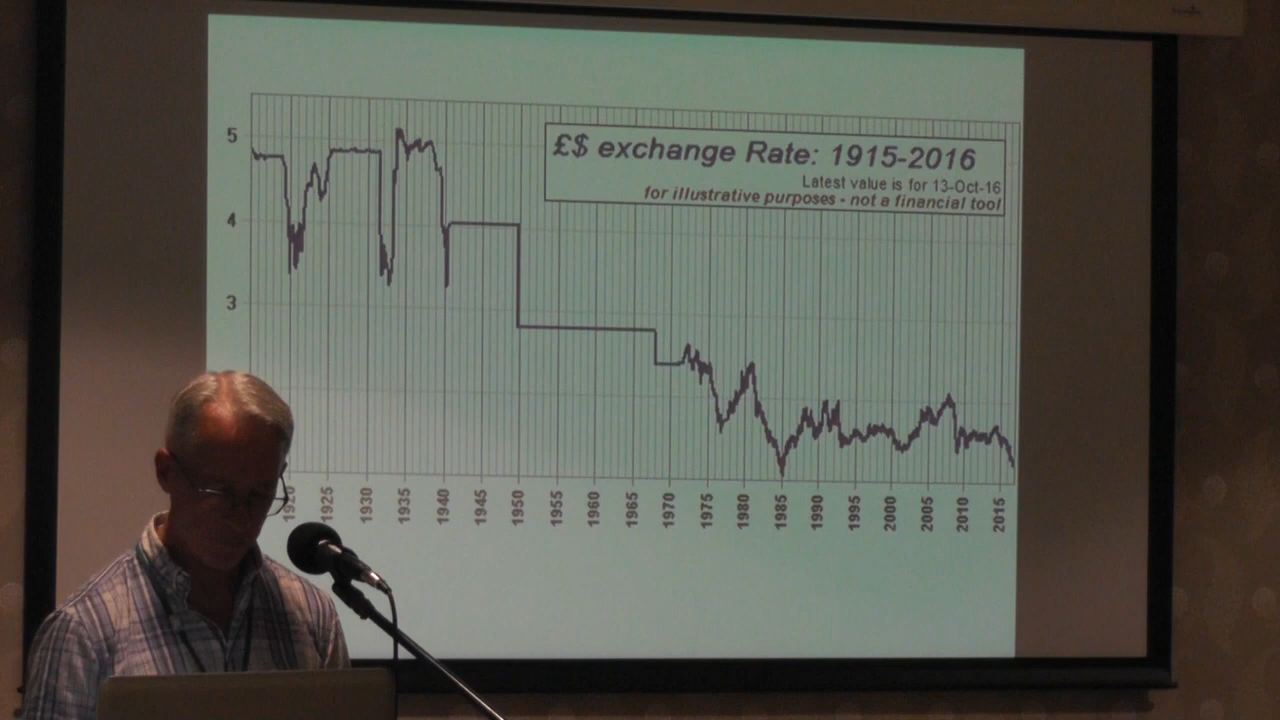 £$ exchange Rate: 1915-2016
Latest value is for 13-Oct-16
for illustrative purposes - not a financial tool
5
4
3
1925 1930 1935 1940 1945 1950 1955 1960 1965 1970 1975 1980 1985 1990 1995 2000 2005 2010 2015